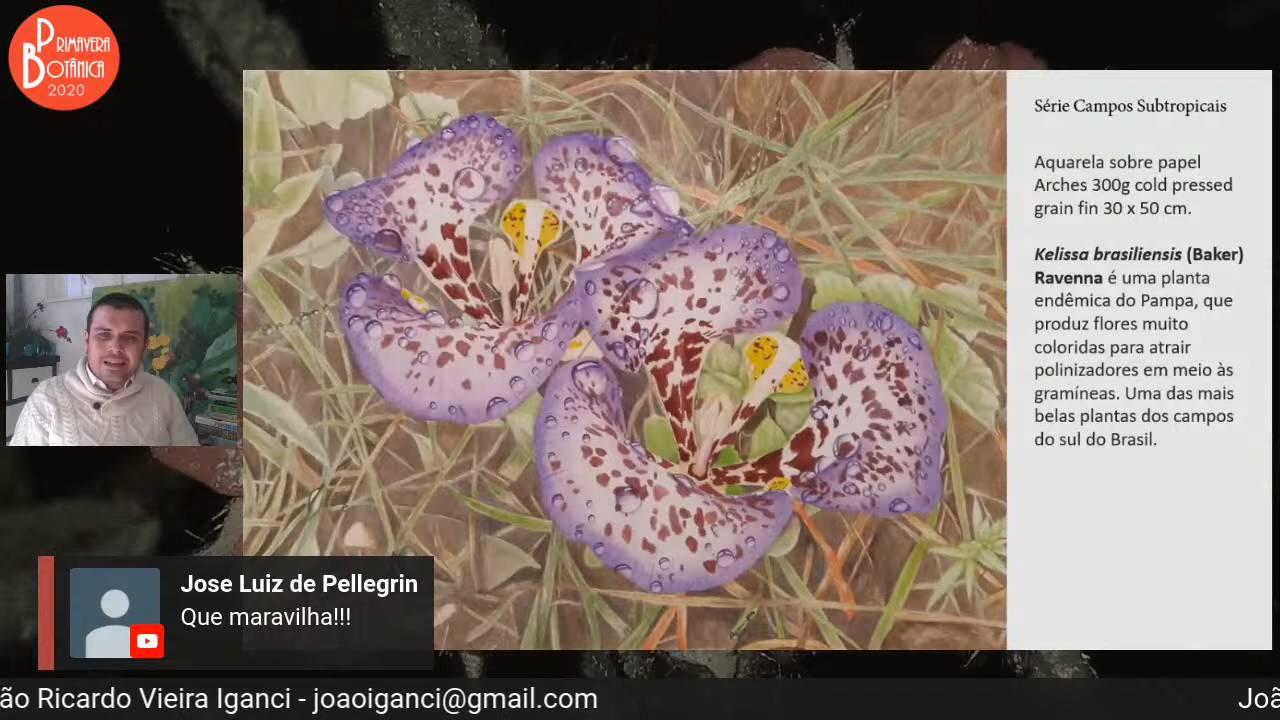 PRIMAVERA
BOTÂNICA
2020
Série Campos Subtropicais
Aquarela sobre papel
Arches 300g cold pressed
grain fin 30 x 50 cm.
Kelissa brasiliensis (Baker)
Ravenna é uma planta
endêmica do Pampa, que
produz flores muito
coloridas para atrair
polinizadores em meio às
gramíneas. Uma das mais
belas plantas dos campos
do sul do Brasil.
Jose Luiz de Pellegrin
Que maravilha!!!
ão Ricardo Vieira Iganci - joaoiganci@gmail.com
Joã